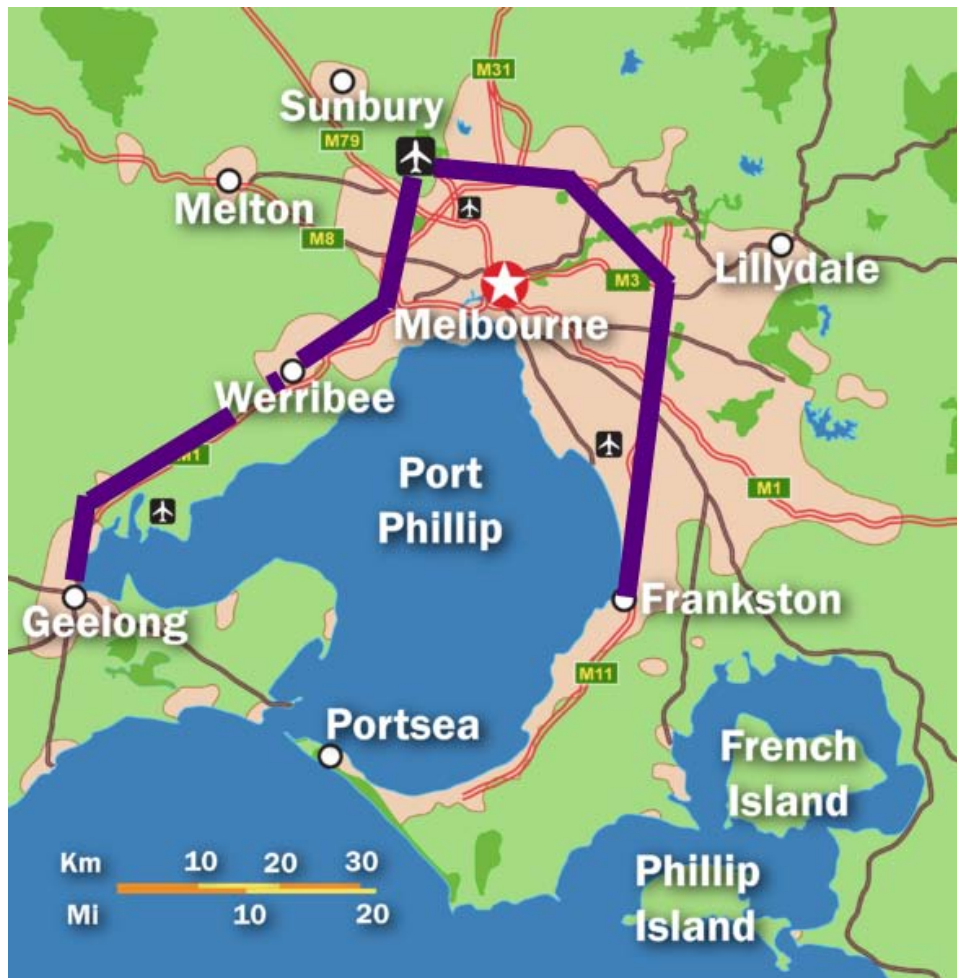 M31
Sunbury
M79
Melton
M8
Lillydale
M3
Melbourne
Werribee
M1
Port
Phillip
M1
Geelong
Frankston
M11
Portsea
French
Island
Km 10 20 30
Mi 10 20
Phillip
Island